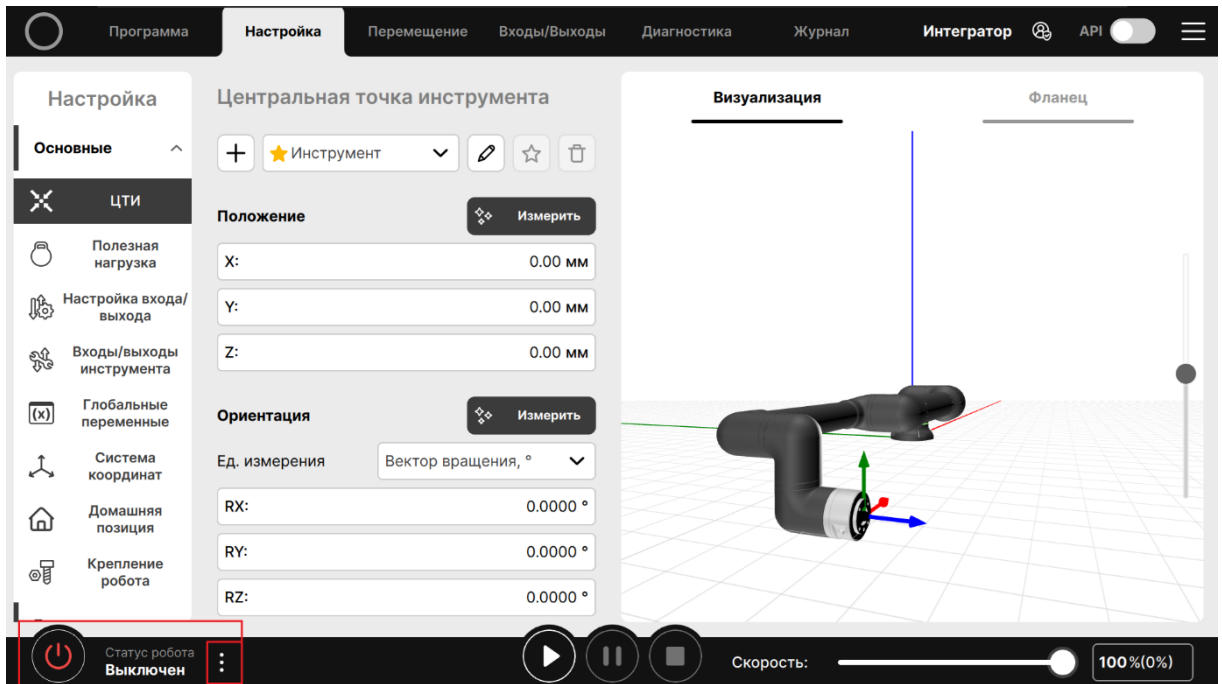 Программа
Настройка
Перемещение
Входы/Выходы
Диагностика
Журнал
Интегратор
API
Настройка
Основные
ЦТИ
Полезная
нагрузка
Настройка входа/
выхода
Входы/выходы
инструмента
Глобальные
переменные
Система
координат
Домашняя
позиция
Крепление
робота
Центральная точка инструмента
Инструмент
Положение
Измерить
X: 0.00 мм
Y: 0.00 мм
Z: 0.00 мм
Ориентация
Измерить
Ед. измерения
Вектор вращения, °
RX: 0.0000 °
RY: 0.0000 °
RZ: 0.0000 °
Визуализация
Фланец
Статус робота
Выключен
Скорость:
100%(0%)